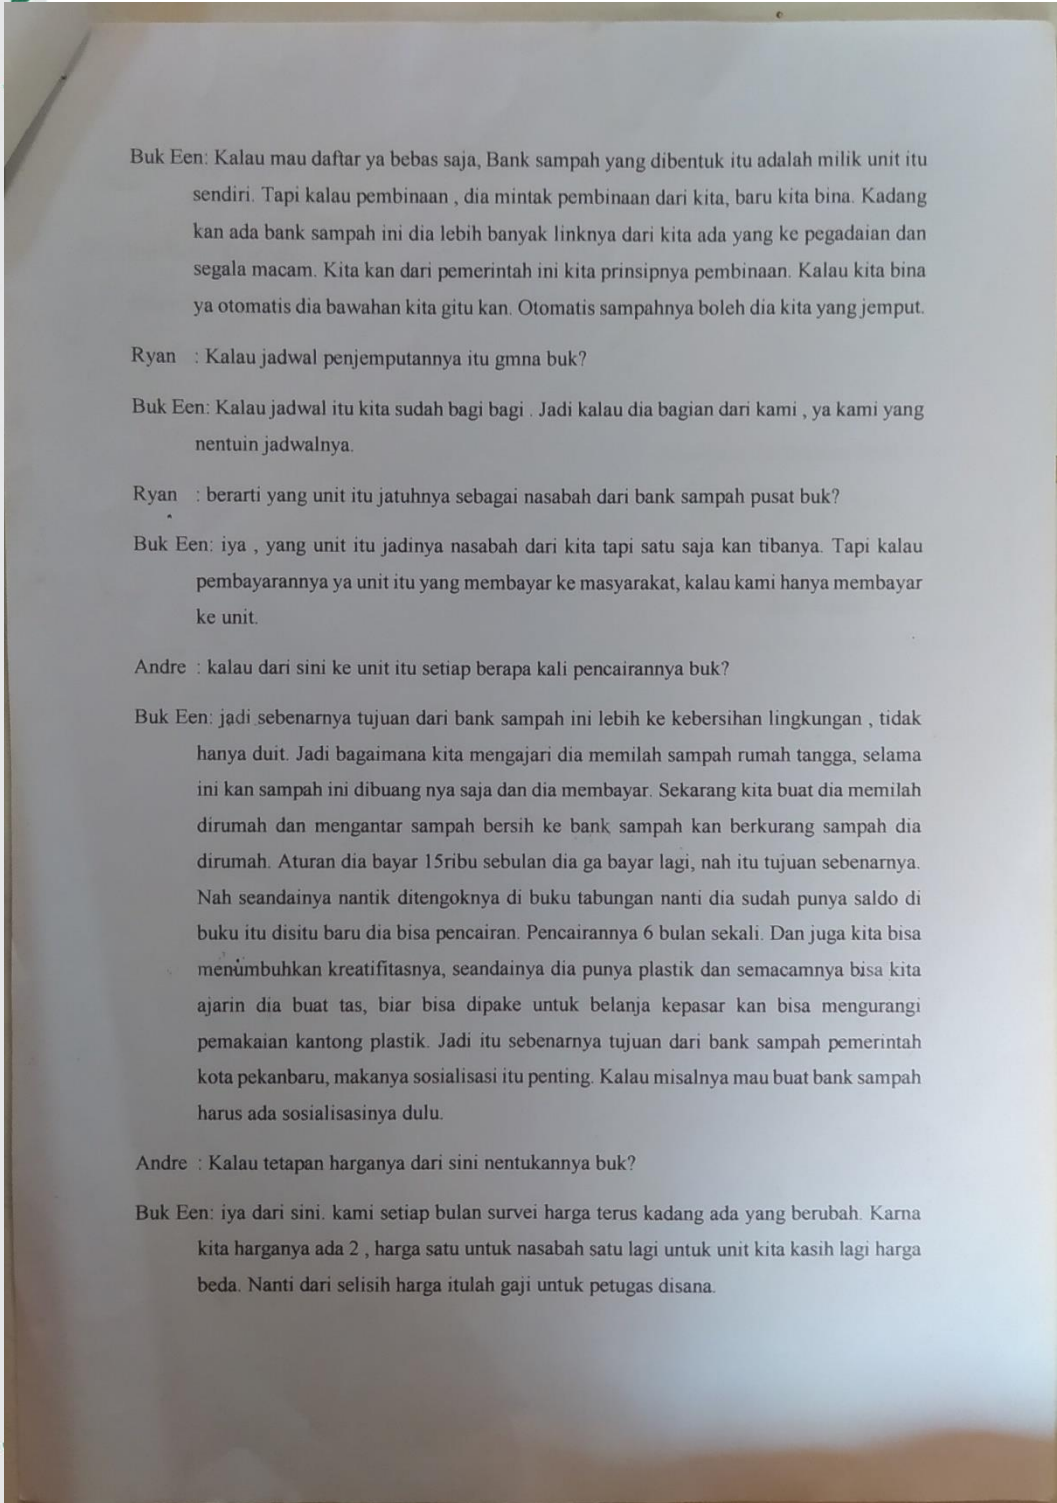 Buk Een: Kalau mau daftar ya bebas saja, Bank sampah yang dibentuk itu adalah milik unit itu
sendiri. Tapi kalau pembinaan , dia mintak pembinaan dari kita, baru kita bina. Kadang
kan ada bank sampah ini dia lebih banyak linknya dari kita ada yang ke pegadaian dan
segala macam. Kita kan dari pemerintah ini kita prinsipnya pembinaan. Kalau kita bina
ya otomatis dia bawahan kita gitu kan. Otomatis sampahnya boleh dia kita yang jemput.
Ryan : Kalau jadwal penjemputannya itu gmna buk?
Buk Een: Kalau jadwal itu kita sudah bagi bagi . Jadi kalau dia bagian dari kami , ya kami yang
nentuin jadwalnya.
Ryan : berarti yang unit itu jatuhnya sebagai nasabah dari bank sampah pusat buk?
Buk Een: iya , yang unit itu jadinya nasabah dari kita tapi satu saja kan tibanya. Tapi kalau
pembayarannya ya unit itu yang membayar ke masyarakat, kalau kami hanya membayar
ke unit.
Andre : kalau dari sini ke unit itu setiap berapa kali pencairannya buk?
Buk Een: jadi sebenarnya tujuan dari bank sampah ini lebih ke kebersihan lingkungan , tidak
hanya duit. Jadi bagaimana kita mengajari dia memilah sampah rumah tangga, selama
ini kan sampah ini dibuang nya saja dan dia membayar. Sekarang kita buat dia memilah
dirumah dan mengantar sampah bersih ke bank sampah kan berkurang sampah dia
dirumah. Aturan dia bayar 15ribu sebulan dia ga bayar lagi, nah itu tujuan sebenarnya.
Nah seandainya nantik ditengoknya di buku tabungan nanti dia sudah punya saldo di
buku itu disitu baru dia bisa pencairan. Pencairannya 6 bulan sekali. Dan juga kita bisa
menumbuhkan kreatifitasnya, seandainya dia punya plastik dan semacamnya bisa kita
ajarin dia buat tas, biar bisa dipake untuk belanja kepasar kan bisa mengurangi
pemakaian kantong plastik. Jadi itu sebenarnya tujuan dari bank sampah pemerintah
kota pekanbaru, makanya sosialisasi itu penting. Kalau misalnya mau buat bank sampah
harus ada sosialisasinya dulu.
Andre : Kalau tetapan harganya dari sini nentukannya buk?
Buk Een: iya dari sini. kami setiap bulan survei harga terus kadang ada yang berubah. Karna
kita harganya ada 2 , harga satu untuk nasabah satu lagi untuk unit kita kasih lagi harga
beda. Nanti dari selisih harga itulah gaji untuk petugas disana.